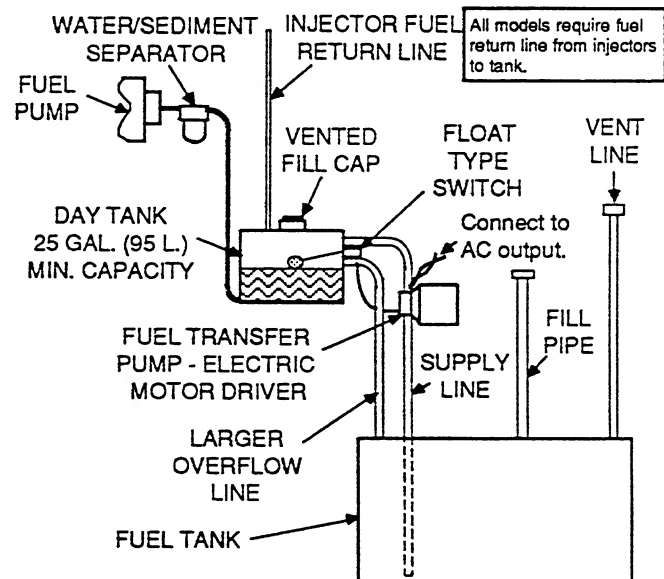 WATER/SEDIMENT
SEPARATOR
INJECTOR FUEL
RETURN LINE
All models require fuel
return line from injectors
to tank.
FUEL
PUMP
VENTED
FILL CAP
FLOAT
TYPE
SWITCH
VENT
LINE
DAY TANK
25 GAL. (95 L.)
MIN. CAPACITY
Connect to
AC output.
FUEL TRANSFER
PUMP - ELECTRIC
MOTOR DRIVER
SUPPLY
LINE
FILL
PIPE
LARGER
OVERFLOW
LINE
FUEL TANK